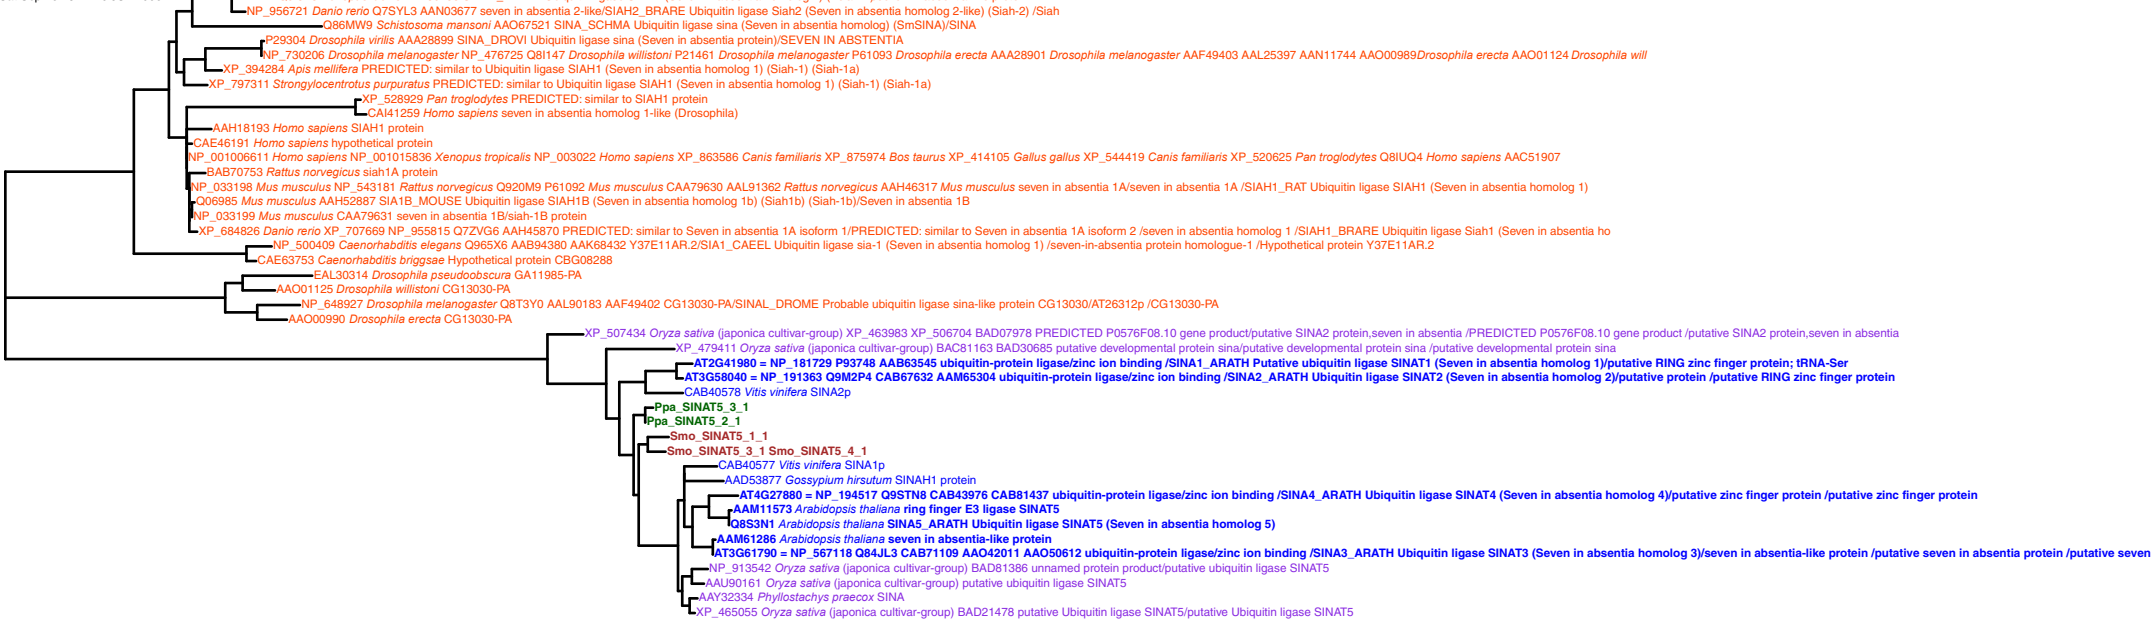 NP_956721 Danio rerio Q7SYL3 AAN03677 seven in absentia 2-like/SIAH2_BRARE Ubiquitin ligase Siah2 (Seven in absentia homolog 2-like) (Siah-2) /Siah
Q86MW9 Schistosoma mansoni AAO67521 SINA_SCHMA Ubiquitin ligase sina (Seven in absentia homolog) (SmSINA)/SINA
P29304 Drosophila virilis AAA28899 SINA_DROVI Ubiquitin ligase sina (Seven in absentia protein)/SEVEN IN ABSTENTIA
NP_730206 Drosophila melanogaster NP_476725 Q8I147 Drosophila willistoni P21461 Drosophila melanogaster P61093 Drosophila erecta AAA28901 Drosophila melanogaster AAF49403 AAL25397 AAN11744 AAO00989Drosophila erecta AAO01124 Drosophila will
XP_394284 Apis mellifera PREDICTED: similar to Ubiquitin ligase SIAH1 (Seven in absentia homolog 1) (Siah-1) (Siah-1a)
XP_797311 Strongylocentrotus purpuratus PREDICTED: similar to Ubiquitin ligase SIAH1 (Seven in absentia homolog 1) (Siah-1) (Siah-1a)
XP_528929 Pan troglodytes PREDICTED: similar to SIAH1 protein
CAI41259 Homo sapiens seven in absentia homolog 1-like (Drosophila)
AAH18193 Homo sapiens SIAH1 protein
CAE46191 Homo sapiens hypothetical protein
NP_001006611 Homo sapiens NP_001015836 Xenopus tropicalis NP_003022 Homo sapiens XP_863586 Canis familiaris XP_875974 Bos taurus XP_414105 Gallus gallus XP_544419 Canis familiaris XP_520625 Pan troglodytes Q8IUQ4 Homo sapiens AAC51907
BAB70753 Rattus norvegicus siah1A protein
NP_033198 Mus musculus NP_543181 Rattus norvegicus Q920M9 P61092 Mus musculus CAA79630 AAL91362 Rattus norvegicus AAH46317 Mus musculus seven in absentia 1A/seven in absentia 1A /SIAH1_RAT Ubiquitin ligase SIAH1 (Seven in absentia homolog 1)
Q06985 Mus musculus AAH52887 SIA1B_MOUSE Ubiquitin ligase SIAH1B (Seven in absentia homolog 1b) (Siah1b) (Siah-1b)/Seven in absentia 1B
NP_033199 Mus musculus CAA79631 seven in absentia 1B/siah-1B protein
XP_684826 Danio rerio XP_707669 NP_955815 Q7ZVG6 AAH45870 PREDICTED: similar to Seven in absentia 1A isoform 1/PREDICTED: similar to Seven in absentia 1A isoform 2 /seven in absentia homolog 1 /SIAH1_BRARE Ubiquitin ligase Siah1 (Seven in absentia ho
NP_500409 Caenorhabditis elegans Q965X6 AAB94380 AAK68432 Y37E11AR.2/SIA1_CAEEL Ubiquitin ligase sia-1 (Seven in absentia homolog 1) /seven-in-absentia protein homologue-1 /Hypothetical protein Y37E11AR.2
CAE63753 Caenorhabditis briggsae Hypothetical protein CBG08288
EAL30314 Drosophila pseudoobscura GA11985-PA
AAO01125 Drosophila willistoni CG13030-PA
NP_648927 Drosophila melanogaster Q8T3Y0 AAL90183 AAF49402 CG13030-PA/SINAL_DROME Probable ubiquitin ligase sina-like protein CG13030/AT26312p /CG13030-PA
AAO00990 Drosophila erecta CG13030-PA
XP_507434 Oryza sativa (japonica cultivar-group) XP_463983 XP_506704 BAD07978 PREDICTED P0576F08.10 gene product/putative SINA2 protein,seven in absentia /PREDICTED P0576F08.10 gene product /putative SINA2 protein,seven in absentia
XP_479411 Oryza sativa (japonica cultivar-group) BAC81163 BAD30685 putative developmental protein sina/putative developmental protein sina /putative developmental protein sina
AT2G41980 = NP_181729 P93748 AAB63545 ubiquitin-protein ligase/zinc ion binding /SINA1_ARATH Putative ubiquitin ligase SINAT1 (Seven in absentia homolog 1)/putative RING zinc finger protein; tRNA-Ser
AT3G58040 = NP_191363 Q9M2P4 CAB67632 AAM65304 ubiquitin-protein ligase/zinc ion binding /SINA2_ARATH Ubiquitin ligase SINAT2 (Seven in absentia homolog 2)/putative protein /putative RING zinc finger protein
CAB40578 Vitis vinifera SINA2p
Ppa_SINAT5_3_1
Ppa_SINAT5_2_1
Smo_SINAT5_1_1
Smo_SINAT5_3_1 Smo_SINAT5_4_1
CAB40577 Vitis vinifera SINA1p
AAD53877 Gossypium hirsutum SINAH1 protein
AT4G27880 = NP_194517 Q9STN8 CAB43976 CAB81437 ubiquitin-protein ligase/zinc ion binding /SINA4_ARATH Ubiquitin ligase SINAT4 (Seven in absentia homolog 4)/putative zinc finger protein /putative zinc finger protein
AAM11573 Arabidopsis thaliana ring finger E3 ligase SINAT5
Q8S3N1 Arabidopsis thaliana SINA5_ARATH Ubiquitin ligase SINAT5 (Seven in absentia homolog 5)
AAM61286 Arabidopsis thaliana seven in absentia-like protein
AT3G61790 = NP_567118 Q84JL3 CAB71109 AAO42011 AAO50612 ubiquitin-protein ligase/zinc ion binding /SINA3_ARATH Ubiquitin ligase SINAT3 (Seven in absentia homolog 3)/seven in absentia-like protein /putative seven in absentia protein /putative seven
NP_913542 Oryza sativa (japonica cultivar-group) BAD81386 unnamed protein product/putative ubiquitin ligase SINAT5
AAU90161 Oryza sativa (japonica cultivar-group) putative ubiquitin ligase SINAT5
AAY32334 Phyllostachys praecox SINA
XP_465055 Oryza sativa (japonica cultivar-group) BAD21478 putative Ubiquitin ligase SINAT5/putative Ubiquitin ligase SINAT5